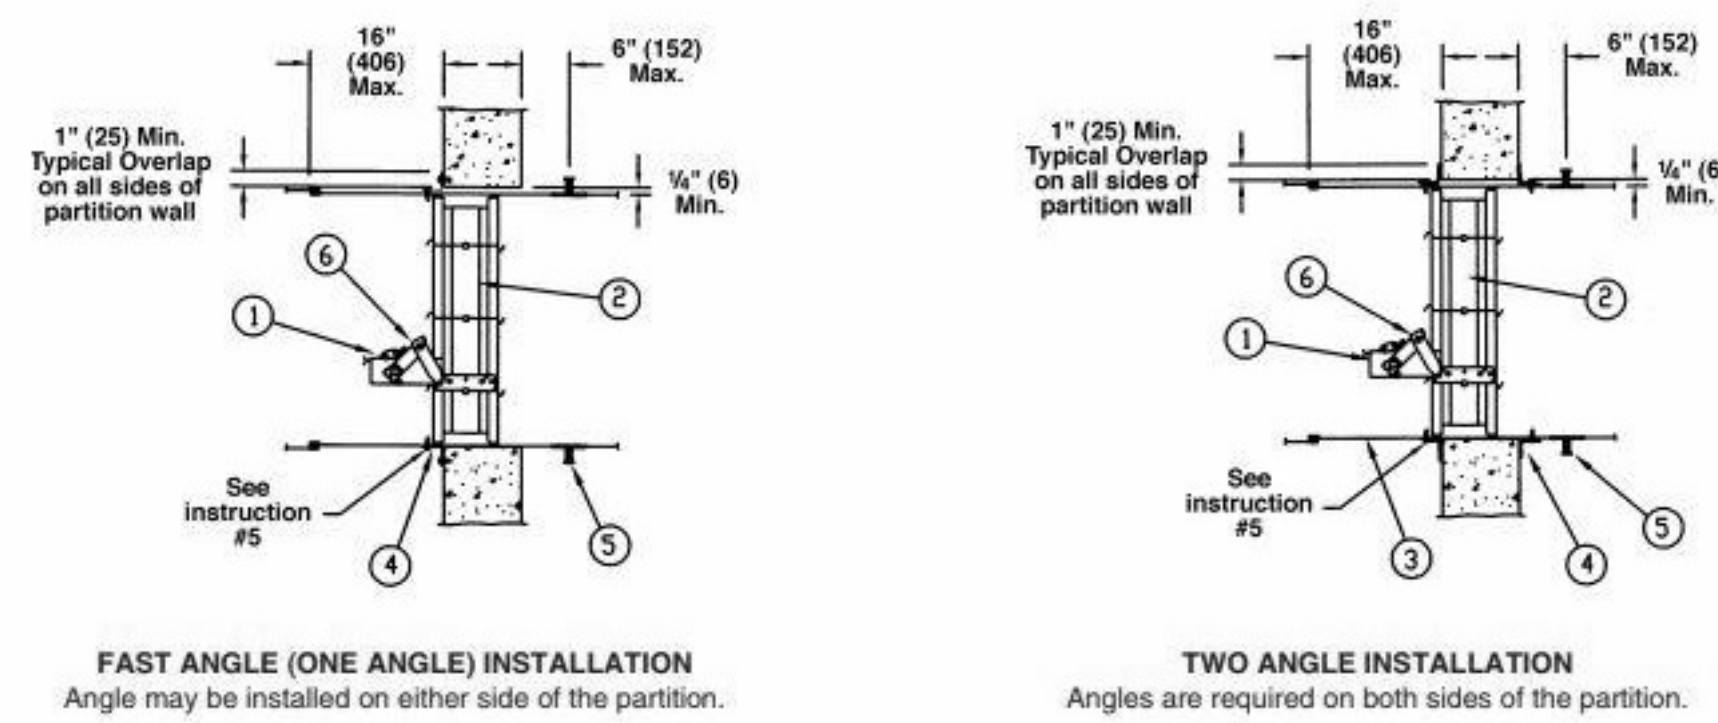 16"
(406)
Max.
6" (152)
Max.
1" (25) Min.
Typical Overlap
on all sides of
partition wall
¼" (6)
Min.
6
2
1
See
instruction
#5
4
5
FAST ANGLE (ONE ANGLE) INSTALLATION
Angle may be installed on either side of the partition.
16"
(406)
Max.
6" (152)
Max.
1" (25) Min.
Typical Overlap
on all sides of
partition wall
¼" (6
Min.
6
2
1
See
instruction
#5
3
4
5
TWO ANGLE INSTALLATION
Angles are required on both sides of the partition.